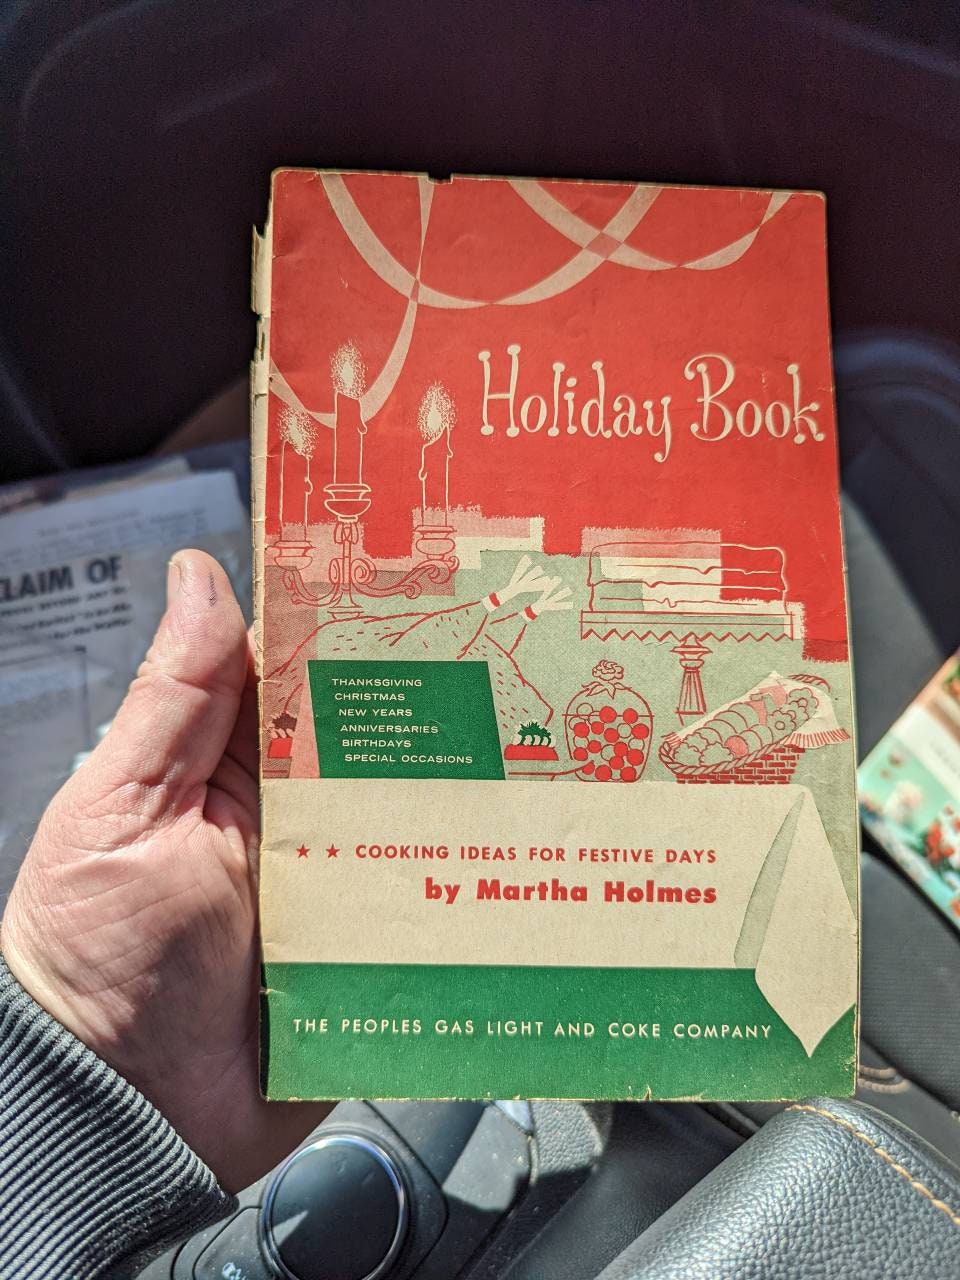 Holiday Book
THANKSGIVING
CHRISTMAS
NEW YEARS
ANNIVERSARIES
BIRTHDAYS
SPECIAL OCCASIONS
★ ★ COOKING IDEAS FOR FESTIVE DAYS
by Martha Holmes
THE PEOPLES GAS LIGHT AND COKE COMPANY
CLAIM OF